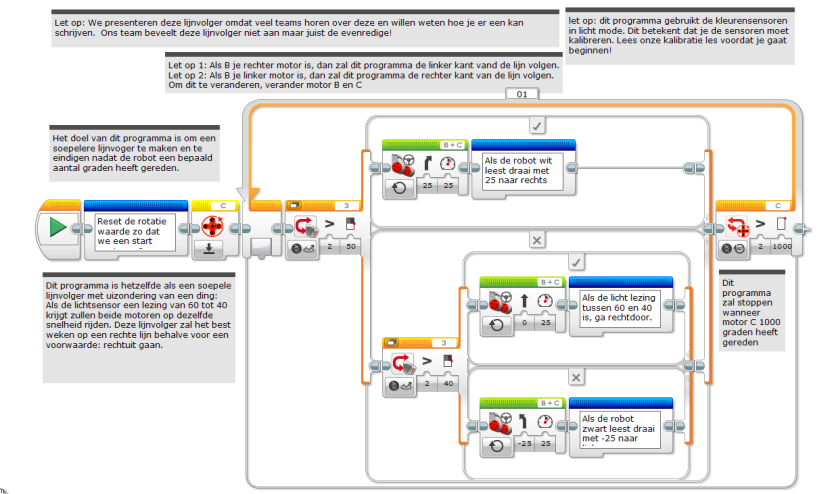 Let op: We presenteren deze lijnvolger omdat veel teams horen over deze en willen weten hoe je er een kan
schrijven. Ons team beveelt deze lijnvolger niet aan maar juist de evenredige!
let op: dit programma gebruikt de kleurensensoren
in licht mode. Dit betekent dat je de sensoren moet
kalibreren. Lees onze kalibratie les voordat je gaat
beginnen!
Let op 1: Als B je rechter motor is, dan zal dit programma de linker kant vand de lijn volgen.
Let op 2: Als B je linker motor is, dan zal dit programma de rechter kant vand de lijn volgen.
Om dit te veranderen, verander motor B en C
01
Het doel van dit programma is om een
soepelere lijnvoger te maken en te
eindigen nadat de robot een bepaald
aantal graden heeft gereden.
B+C
25 25
Als de robot wit
leest draai met
25 naar rechts
Reset de rotatie
waarde zo dat
we een start
C
3
> 2 50
C
> 2 1000
Dit programma is hetzelfde als een soepele
lijnvolger met uizondering van een ding:
Als de lichtsensor een lezing van 60 tot 40
krijgt zullen beide motoren op dezelfde
snelheid rijden. Deze lijnvolger zal het best
weken op een rechte lijn behalve voor een
voorwaarde: rechtuit gaan.
B+C
0 25
Als de licht lezing
tussen 60 en 40
is, ga rechtdoor.
Dit
programma
zal stoppen
wanneer
motor C 1000
graden heeft
gereden
3
> 2 40
B+C
-25 25
Als de robot
zwart leest draai
met -25 naar